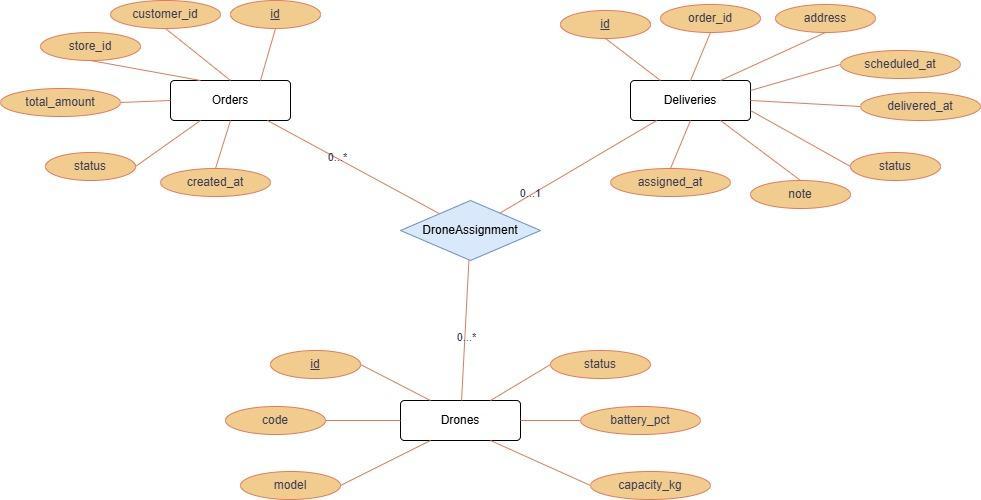 customer_id
id
store_id
total_amount
Orders
status
created_at
id
order_id
address
scheduled_at
Deliveries
delivered_at
status
assigned_at
note
0...*
0...1
DroneAssignment
0...*
id
status
code
Drones
battery_pct
model
capacity_kg